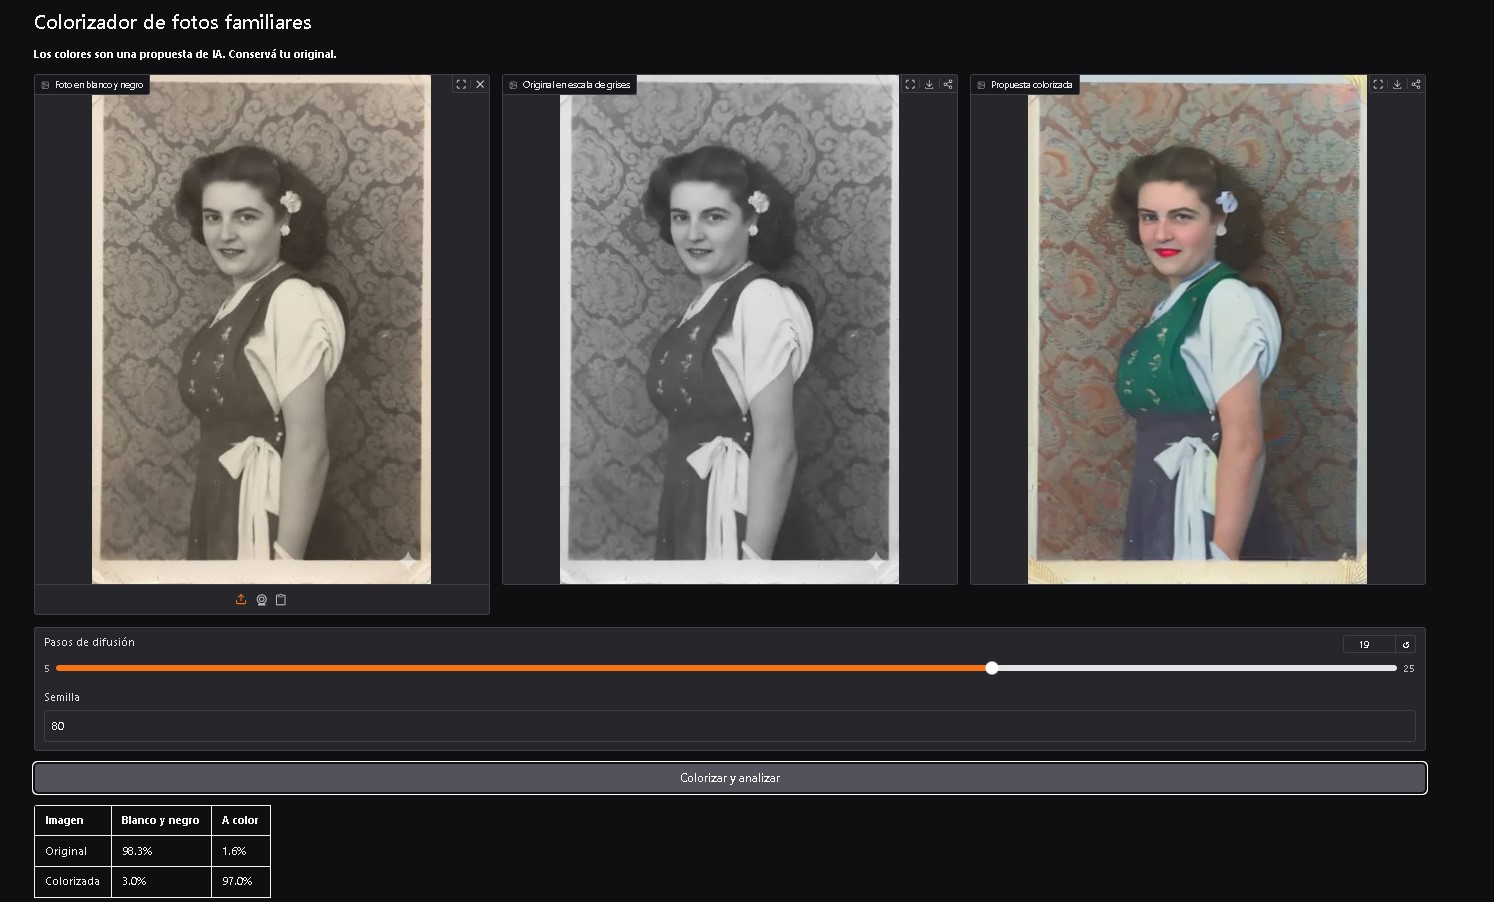 Colorizador de fotos familiares
Los colores son una propuesta de IA. Conservá tu original.
Foto en blanco y negro
Original en escala de grises
Propuesta colorizada
Pasos de difusión
19
5
25
Semilla
80
Colorizar y analizar
Imagen Blanco y negro A color
Original 98.3% 1.6%
Colorizada 3.0% 97.0%